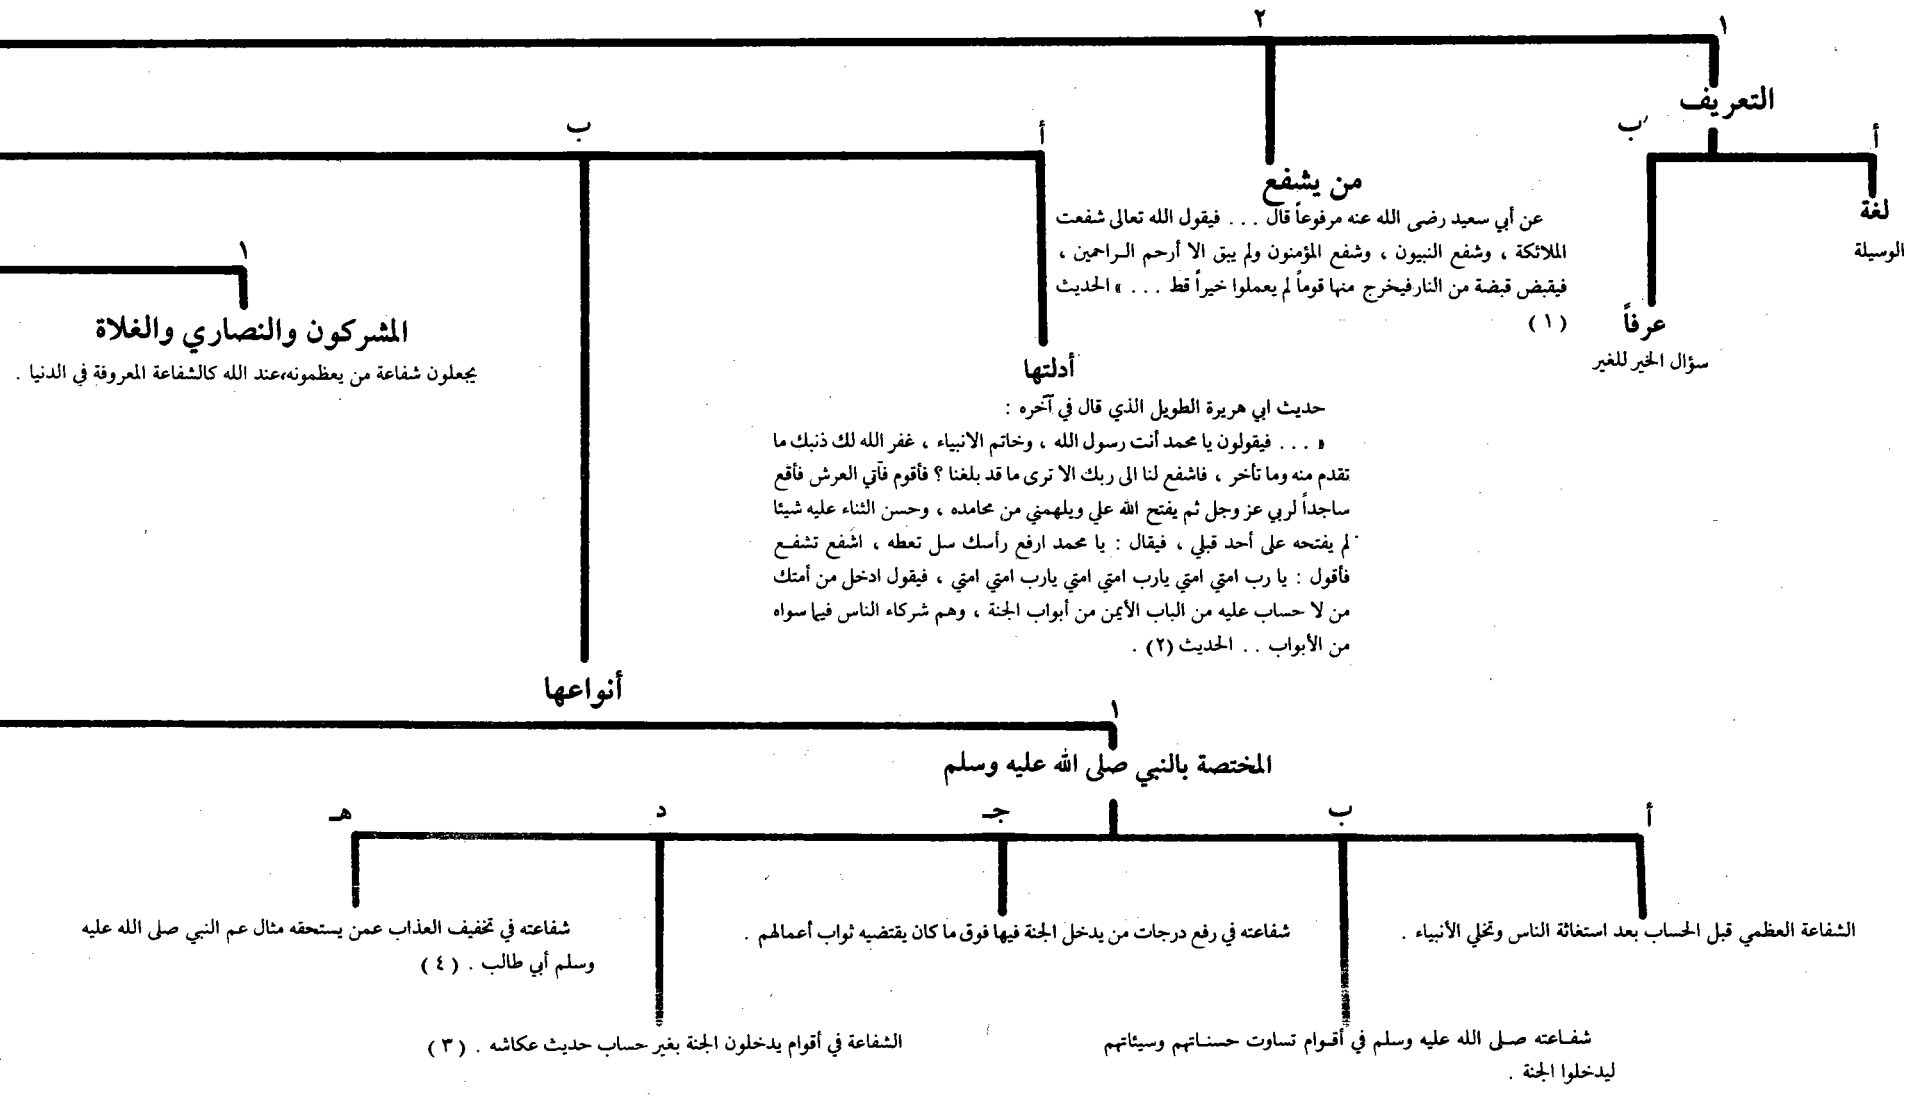 ١
٢
التعريف
أ
ب
لغة
الوسيلة
عرفاً
سؤال الخير للغير
من يشفع
عن أبي سعيد رضى الله عنه مرفوعاً قال . . . فيقول الله تعالى شفعت
الملائكة ، وشفع النبيون ، وشفع المؤمنون ولم يبق الا أرحم الـراحمين ،
فيقبض قبضة من النارفيخرج منها قوماً لم يعملوا خيراً قط . . . » الحديث
( ١ )
أ
ب
أدلتها
حديث ابي هريرة الطويل الذي قال في آخره :
« . . . فيقولون يا محمد أنت رسول الله ، وخاتم الانبياء ، غفر الله لك ذنبك ما
تقدم منه وما تأخر ، فاشفع لنا الى ربك الا ترى ما قد بلغنا ؟ فأقوم فآتي العرش فأقع
ساجداً لربي عز وجل ثم يفتح الله علي ويلهمني من محامده ، وحسن الثناء عليه شيئا
لم يفتحه على أحد قبلي ، فيقال : يا محمد ارفع رأسك سل تعطه ، اشفع تشفـع
فأقول : يا رب امتي امتي يارب امتي امتي يارب امتي امتي ، فيقول ادخل من أمتك
من لا حساب عليه من الباب الأيمن من أبواب الجنة ، وهم شركاء الناس فيما سواه
من الأبواب . . الحديث (٢) .
١
المشركون والنصاري والغلاة
يجعلون شفاعة من يعظمونه،عند الله كالشفاعة المعروفة في الدنيا .
أنواعها
١
المختصة بالنبي صلى الله عليه وسلم
أ
ب
جـ
د
هـ
الشفاعة العظمي قبل الحساب بعد استغاثة الناس وتخلي الأنبياء .
شفـاعته صـلى الله عليه وسلم في أقـوام تساوت حسنـاتهم وسيئاتهم
ليدخلوا الجنة .
شفاعته في رفع درجات من يدخل الجنة فيها فوق ما كان يقتضيه ثواب أعمالهم .
الشفاعة في أقوام يدخلون الجنة بغير حساب حديث عكاشه . ( ٣ )
شفاعته في تخفيف العذاب عمن يستحقه مثال عم النبي صلى الله عليه
وسلم أبي طالب . ( ٤ )